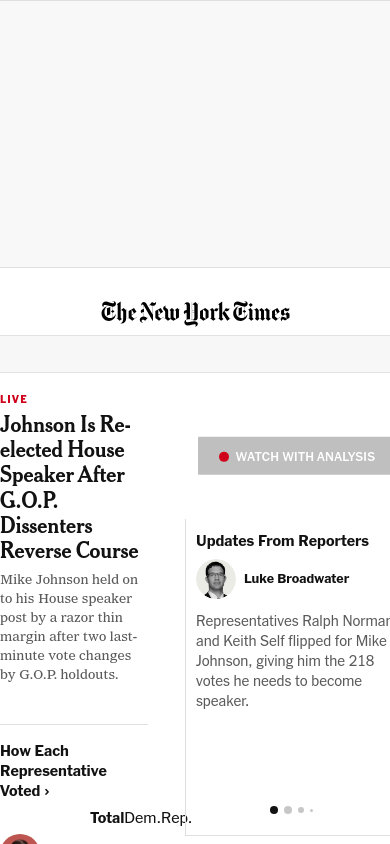 The New York Times
LIVE
Johnson Is Re-
elected House
Speaker After
G.O.P.
Dissenters
Reverse Course
Mike Johnson held on
to his House speaker
post by a razor thin
margin after two last-
minute vote changes
by G.O.P. holdouts.
How Each
Representative
Voted ›
TotalDem.Rep.
WATCH WITH ANALYSIS
Updates From Reporters
Luke Broadwater
Representatives Ralph Norman
and Keith Self flipped for Mike
Johnson, giving him the 218
votes he needs to become
speaker.